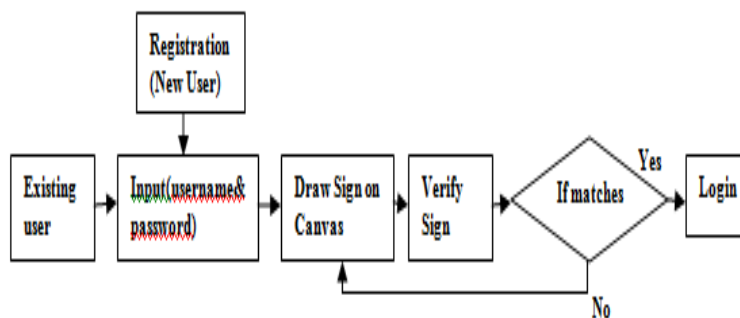 Registration
(New User)
Existing
user
Input(username&
password)
Draw Sign on
Canvas
Verify
Sign
If matches
Yes
Login
No